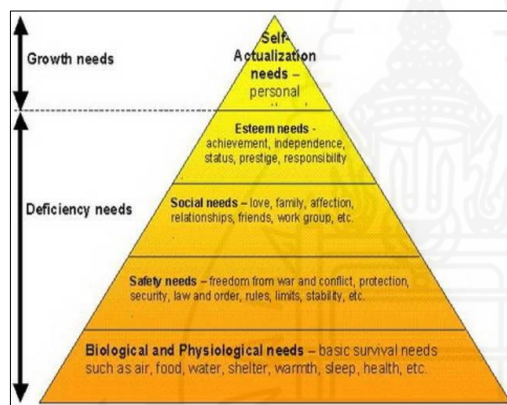 Growth needs
Self-
Actualization
needs –
personal
Esteem needs -
achievement, independence,
status, prestige, responsibility
Deficiency needs
Social needs – love, family, affection,
relationships, friends, work group, etc.
Safety needs – freedom from war and conflict, protection,
security, law and order, rules, limits, stability, etc.
Biological and Physiological needs – basic survival needs
such as air, food, water, shelter, warmth, sleep, health, etc.